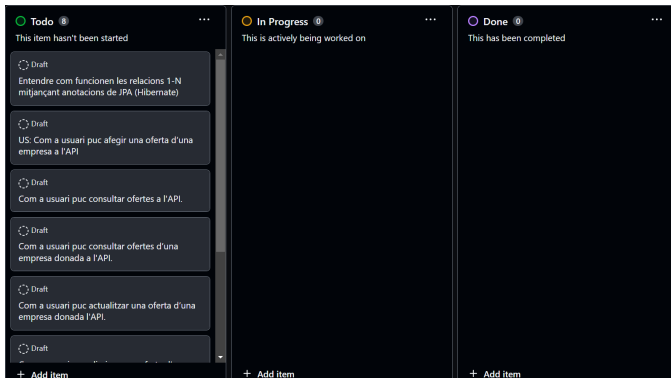 Todo 8
This item hasn't been started
Draft
Entendre com funcionen les relacions 1-N
mitjançant anotacions de JPA (Hibernate)
Draft
US: Com a usuari puc afegir una oferta d'una
empresa a l'API
Draft
Com a usuari puc consultar ofertes a l'API.
Draft
Com a usuari puc consultar ofertes d'una
empresa donada a l'API.
Draft
Com a usuari puc actualitzar una oferta d'una
empresa donada l'API.
Draft
+ Add item
In Progress 0
This is actively being worked on
+ Add item
Done 0
This has been completed
+ Add item